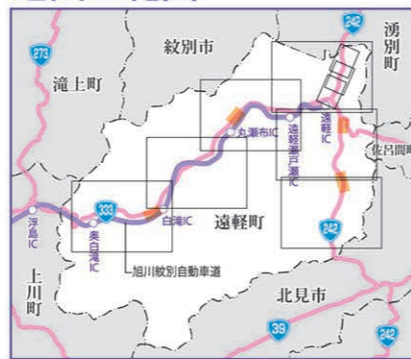 242
湧別町
紋別市
273
滝上町
遠軽IC
丸瀬布IC
遠軽瀬戸瀬IC
佐呂間町
333
白滝IC
遠軽町
浮島IC
奥白滝IC
242
旭川紋別自動車道
上川町
北見市
39
242